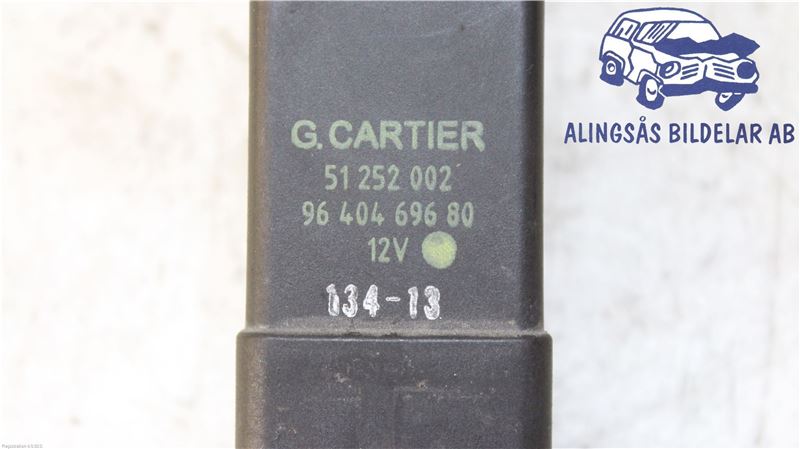 G. CARTIER
51 252 002
96 404 696 80
12V
134-13
ALINGSÅS BILDELAR AB